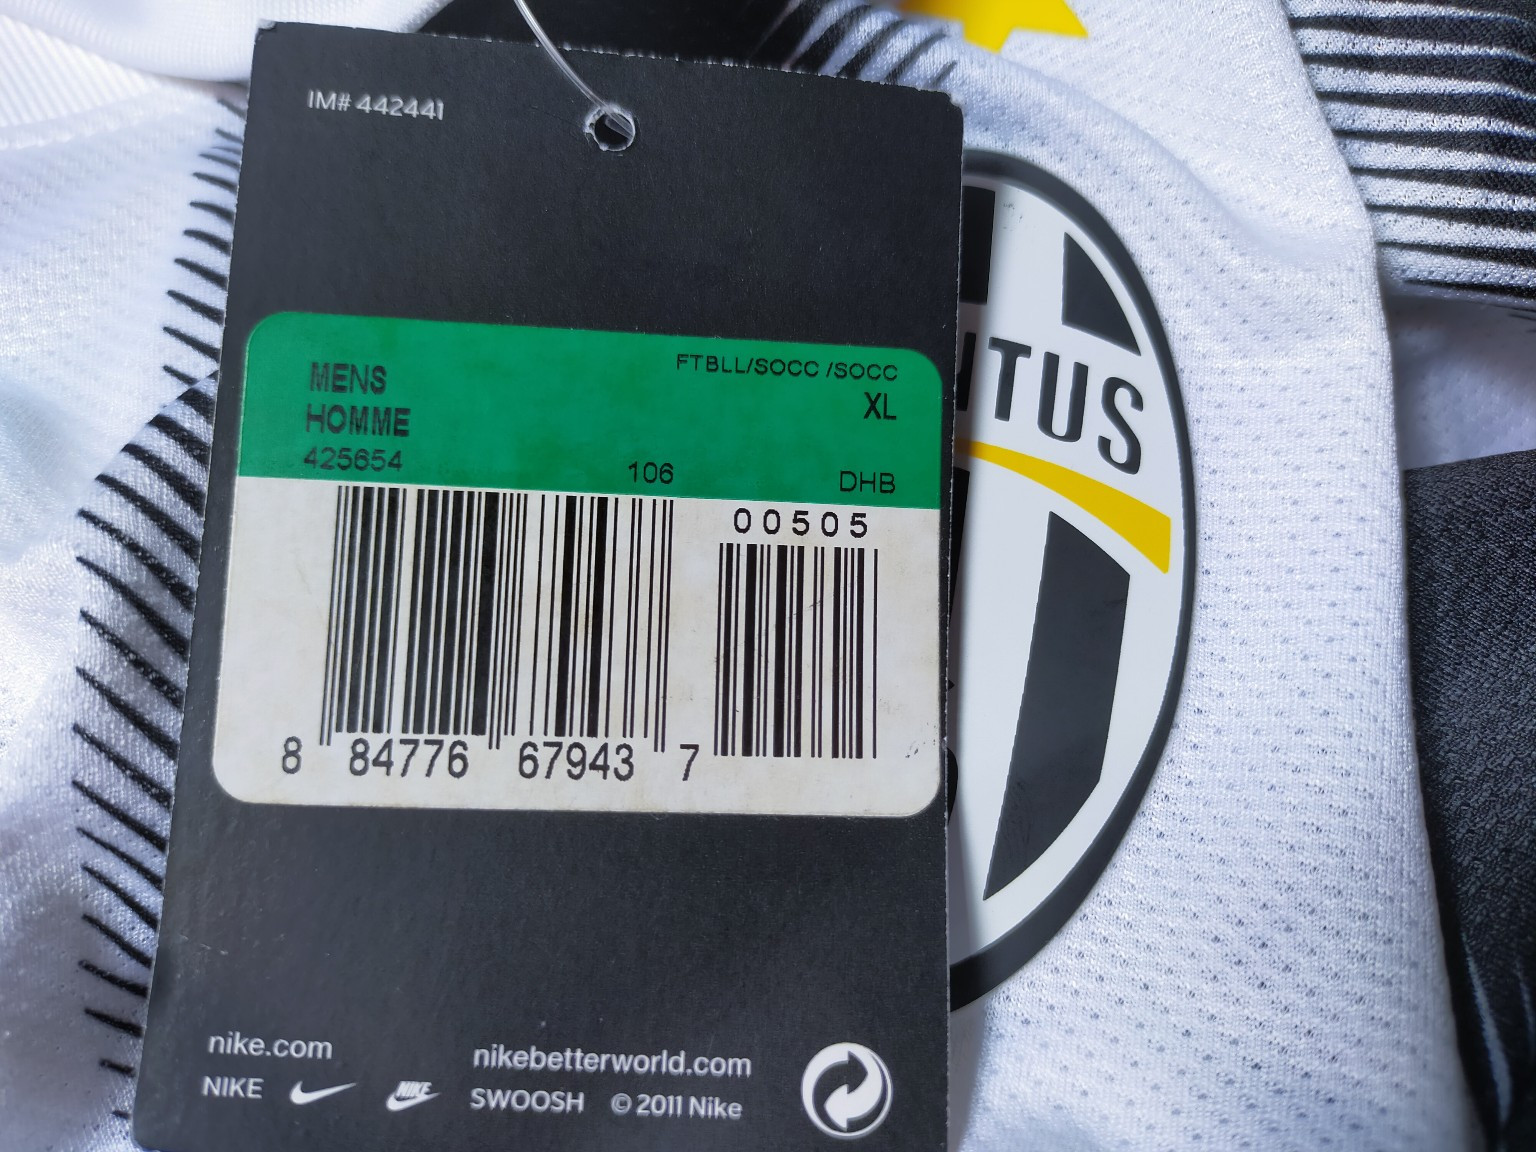 IM# 442441
MENS
HOMME
425654
FTBLL/SOCC /SOCC
XL
106
DHB
00505
8 84776 67943 7
nike.com
nikebetterworld.com
NIKE NIKE SWOOSH © 2011 Nike